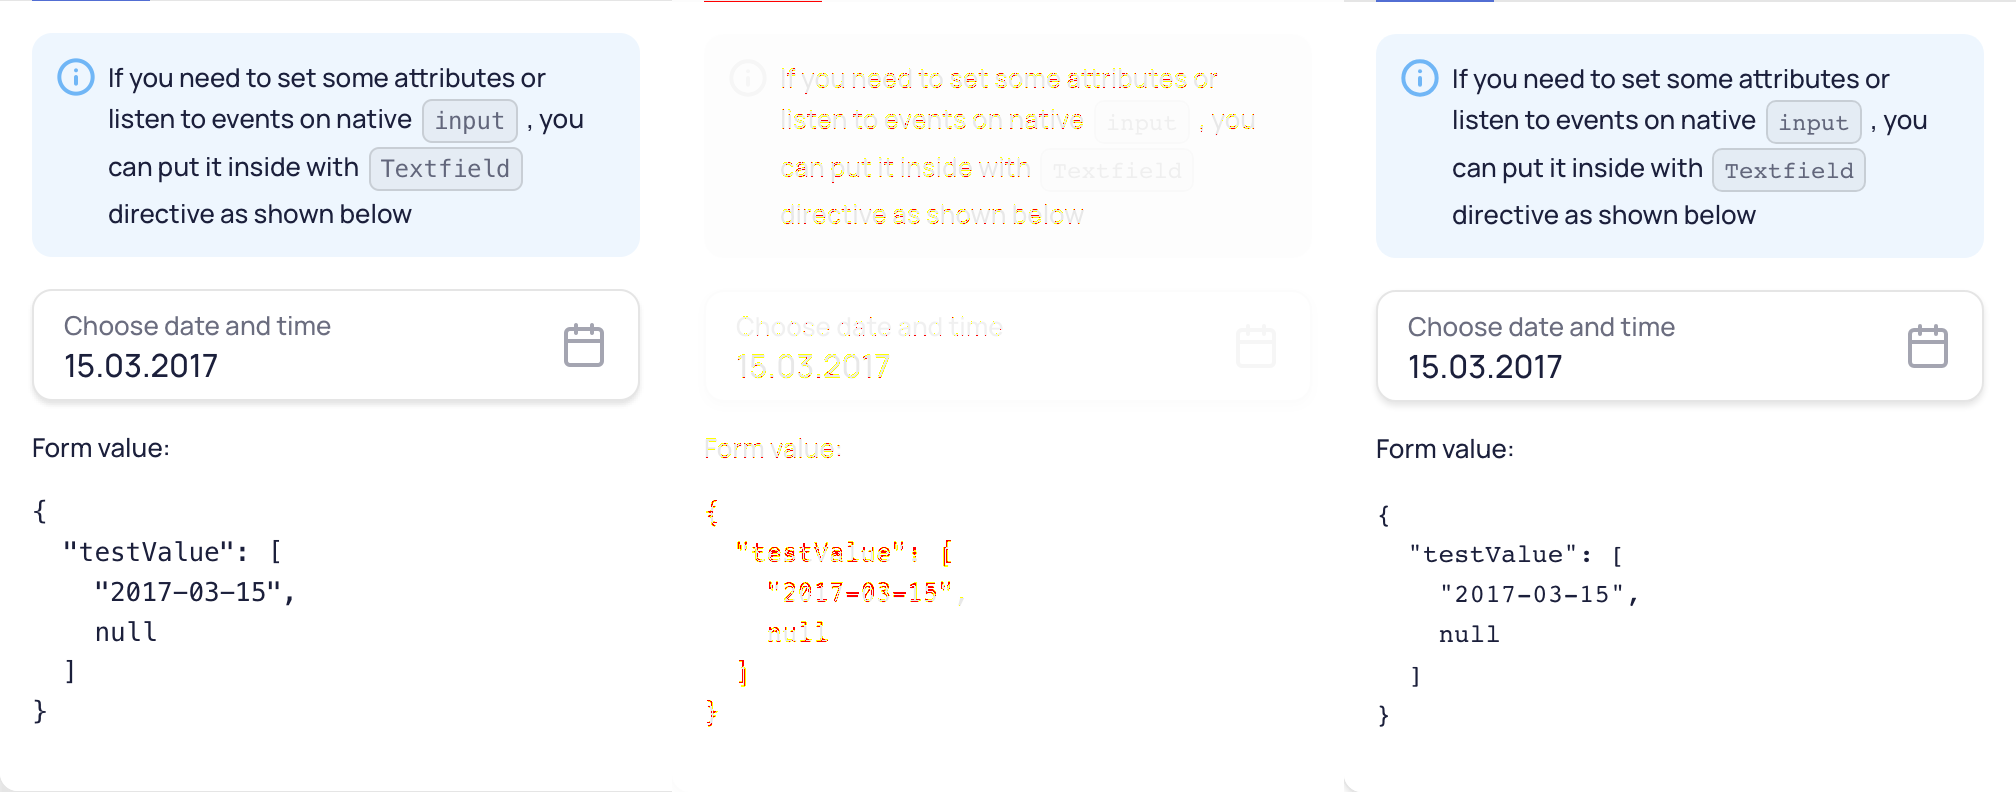 If you need to set some attributes or
listen to events on native input , you
can put it inside with Textfield
directive as shown below
Choose date and time
15.03.2017
Form value:
{
"testValue": [
"2017-03-15",
null
]
}
If you need to set some attributes or
listen to events on native input , you
can put it inside with Textfield
directive as shown below
Choose date and time
15.03.2017
Form value:
{
"testValue": [
"2017-03-15",
null
]
}
If you need to set some attributes or
listen to events on native input , you
can put it inside with Textfield
directive as shown below
Choose date and time
15.03.2017
Form value:
{
"testValue": [
"2017-03-15",
null
]
}